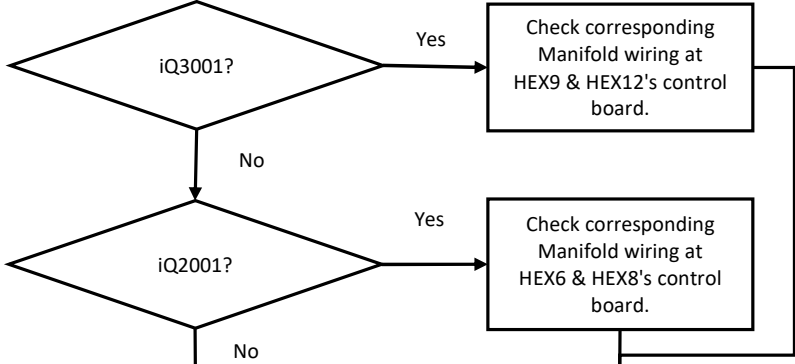 iQ3001?
Yes
Check corresponding
Manifold wiring at
HEX9 & HEX12's control
board.
No
iQ2001?
Yes
Check corresponding
Manifold wiring at
HEX6 & HEX8's control
board.
No